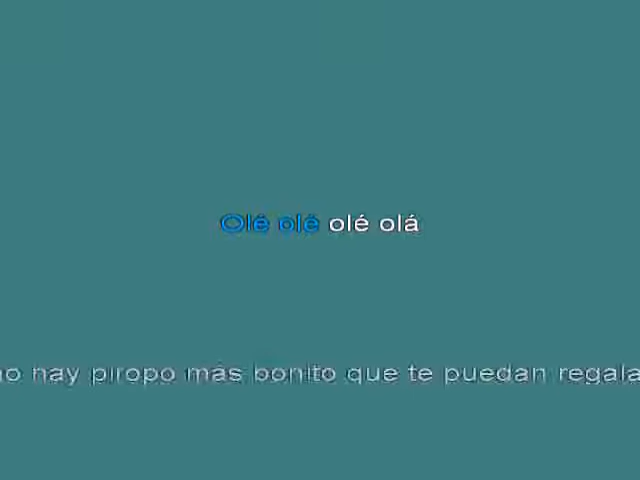 Olé olé olé olá
no hay piropo más bonito que te puedan regala